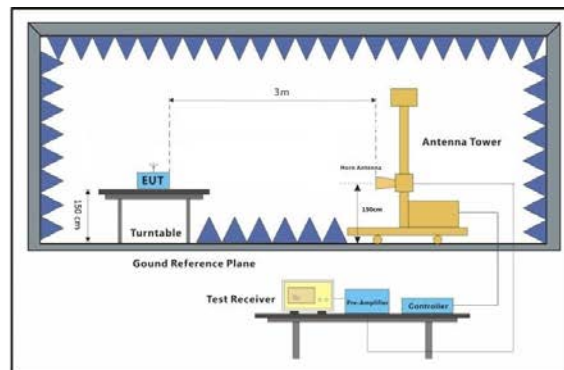 3m
Antenna Tower
Horn Antenna
EUT
150 cm
150cm
Turntable
Gound Reference Plane
Test Receiver
Pre-Amplifier
Controller